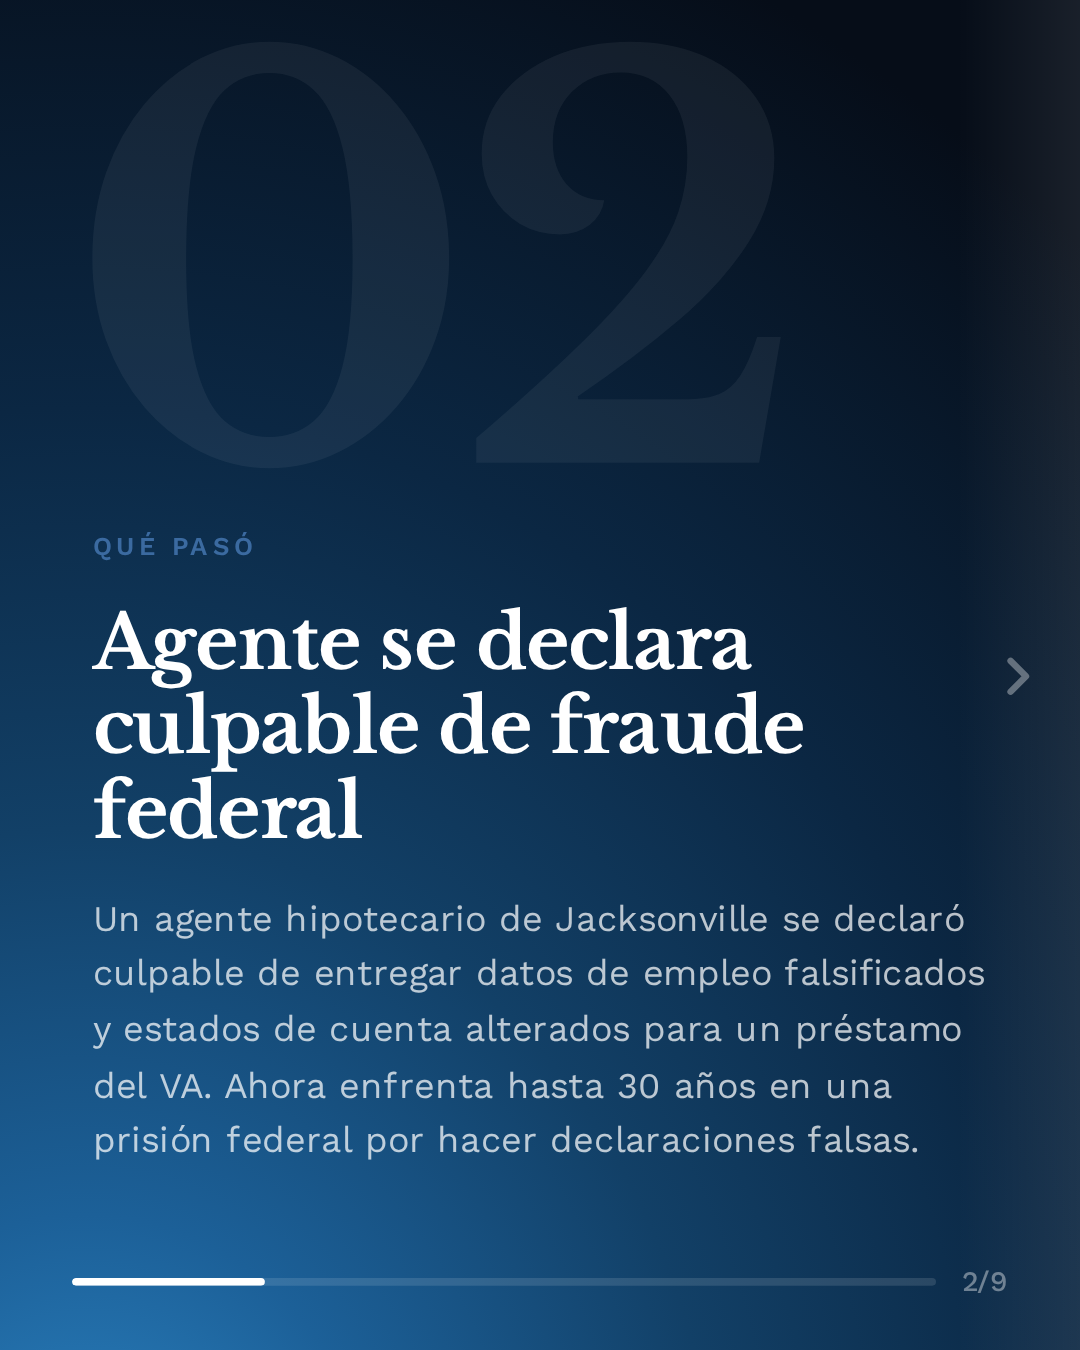 02
QUÉ PASÓ
Agente se declara
culpable de fraude
federal
Un agente hipotecario de Jacksonville se declaró
culpable de entregar datos de empleo falsificados
y estados de cuenta alterados para un préstamo
del VA. Ahora enfrenta hasta 30 años en una
prisión federal por hacer declaraciones falsas.
2/9